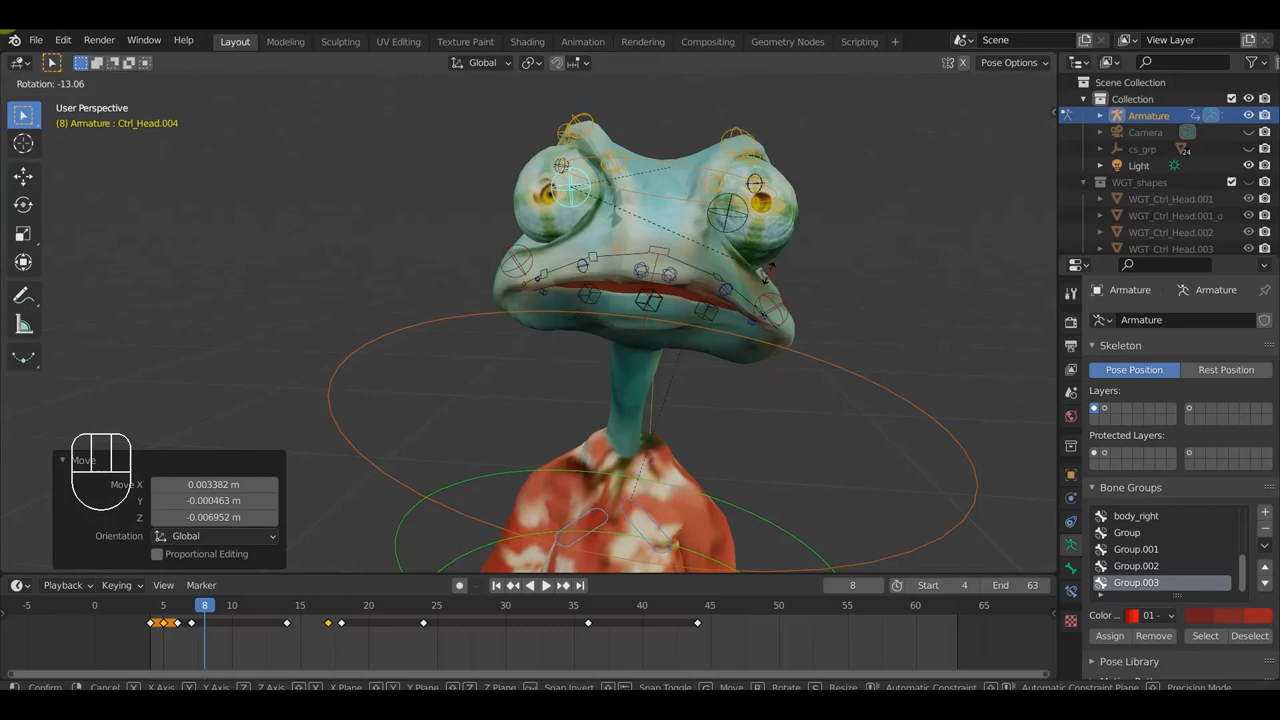 File Edit Render Window Help Layout Modeling Sculpting UV Editing Texture Paint Shading Animation Rendering Compositing Geometry Nodes Scripting + Scene View Layer
Global X Pose Options
Rotation: -13.06
User Perspective
(8) Armature : Ctrl_Head.004
Scene Collection
Collection
Armature
Camera
cs_grp 24
Light
WGT_shapes
WGT_Ctrl_Head.001
WGT_Ctrl_Head.001_o
WGT_Ctrl_Head.002
WGT_Ctrl_Head.003
Armature Armature
Armature
Skeleton
Pose Position Rest Position
Layers:
Protected Layers:
Bone Groups
body_right
Group
Group.001
Group.002
Group.003
Color ... 01 -
Assign Remove Select Deselect
Pose Library
Move
Move X 0.003382 m
Y -0.000463 m
Z -0.006952 m
Orientation Global
Proportional Editing
Playback Keying View Marker 8 Start 4 End 63
-5 0 5 8 10 15 20 25 30 35 40 45 50 55 60 65
Confirm Cancel X X Axis Y Y Axis Z Z Axis X Plane Y Plane Z Plane Snap Invert Snap Toggle G Move R Rotate S Resize Automatic Constraint Automatic Constraint Plane Precision Mode